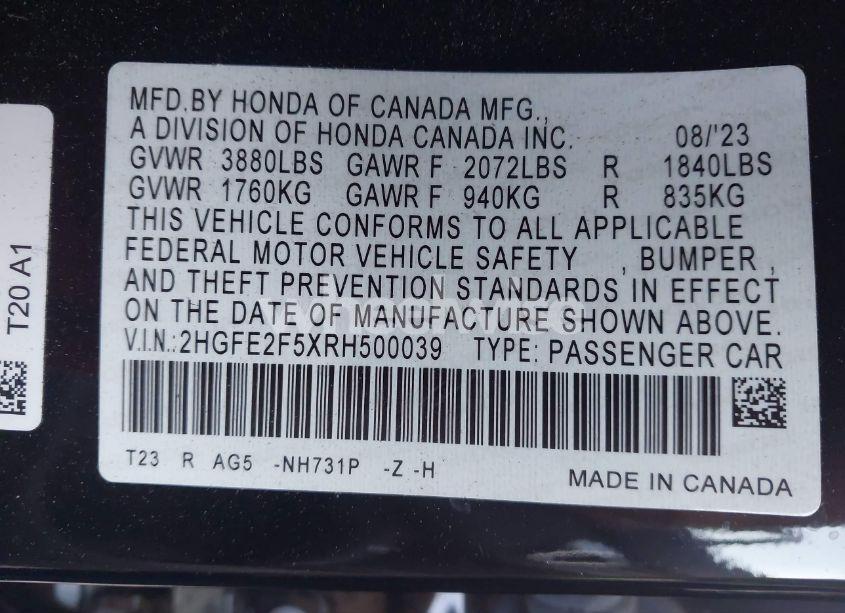 MFD.BY HONDA OF CANADA MFG.,
A DIVISION OF HONDA CANADA INC. 08/'23
GVWR 3880LBS GAWR F 2072LBS R 1840LBS
GVWR 1760KG GAWR F 940KG R 835KG
THIS VEHICLE CONFORMS TO ALL APPLICABLE
FEDERAL MOTOR VEHICLE SAFETY , BUMPER ,
AND THEFT PREVENTION STANDARDS IN EFFECT
ON THE DATE OF MANUFACTURE SHOWN ABOVE.
V.I.N.:2HGFE2F5XRH500039 TYPE: PASSENGER CAR
T23 R AG5 -NH731P -Z -H
MADE IN CANADA
T20 A1